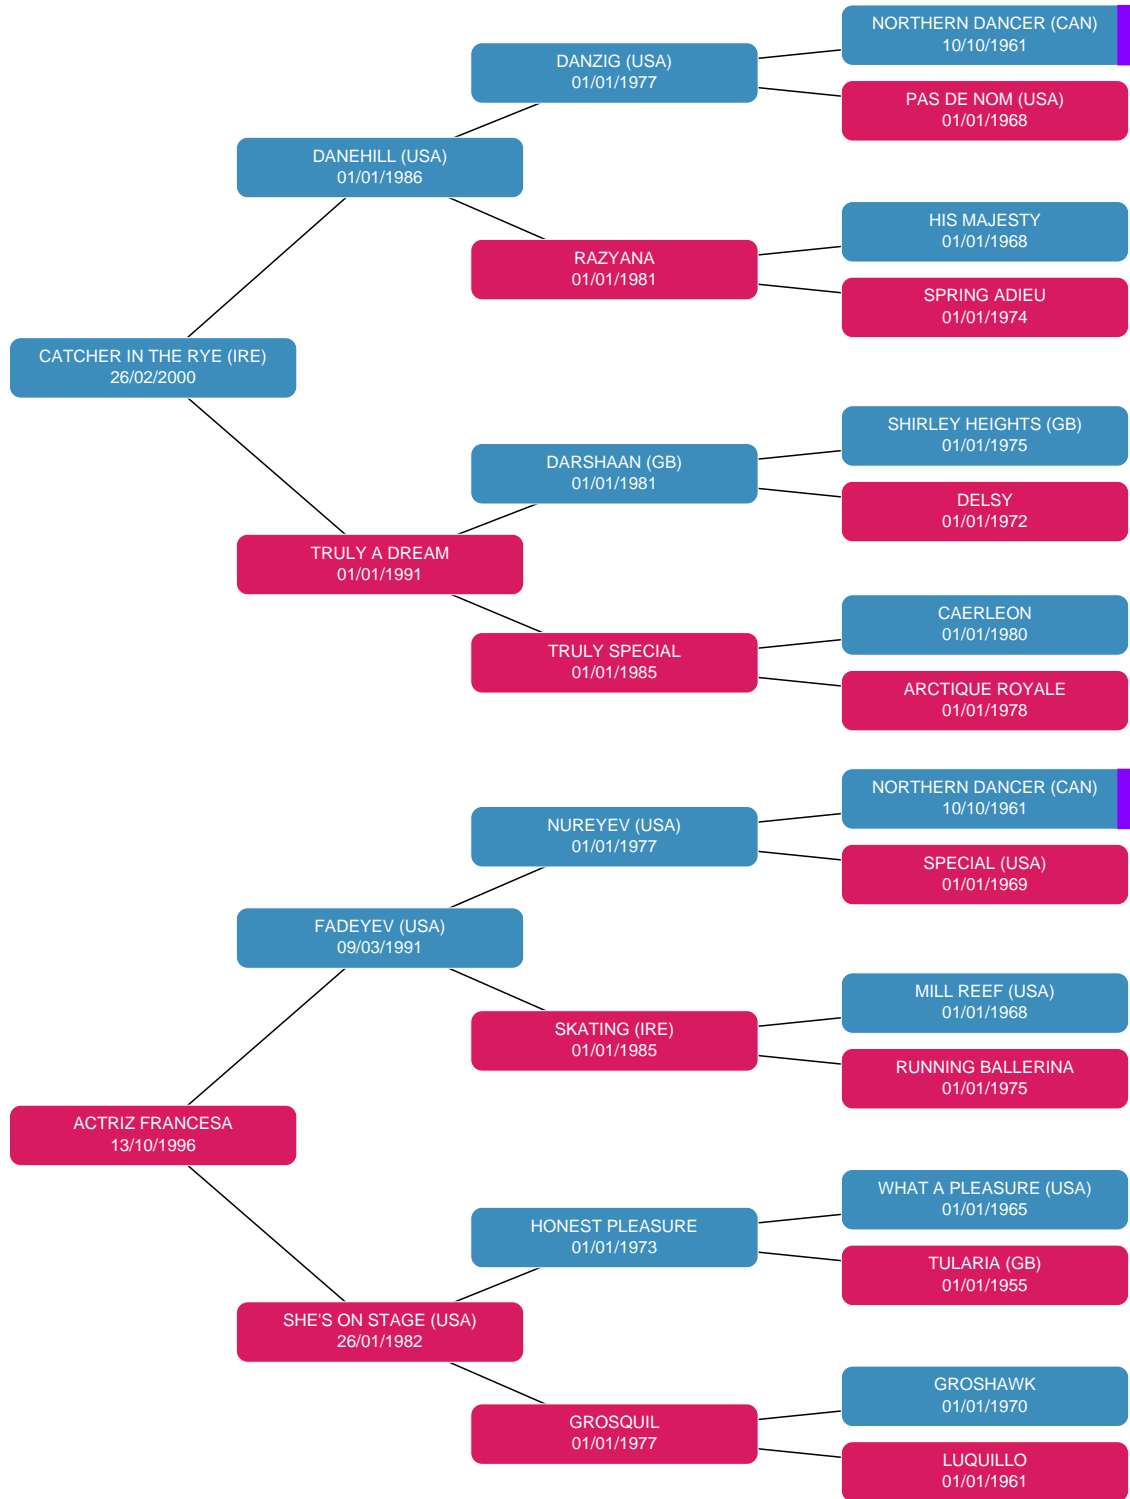 NORTHERN DANCER (CAN)
10/10/1961
DANZIG (USA)
01/01/1977
PAS DE NOM (USA)
01/01/1968
DANEHILL (USA)
01/01/1986
HIS MAJESTY
01/01/1968
RAZYANA
01/01/1981
SPRING ADIEU
01/01/1974
CATCHER IN THE RYE (IRE)
26/02/2000
SHIRLEY HEIGHTS (GB)
01/01/1975
DARSHAAN (GB)
01/01/1981
DELSY
01/01/1972
TRULY A DREAM
01/01/1991
CAERLEON
01/01/1980
TRULY SPECIAL
01/01/1985
ARCTIQUE ROYALE
01/01/1978
NORTHERN DANCER (CAN)
10/10/1961
NUREYEV (USA)
01/01/1977
SPECIAL (USA)
01/01/1969
FADEYEV (USA)
09/03/1991
MILL REEF (USA)
01/01/1968
SKATING (IRE)
01/01/1985
RUNNING BALLERINA
01/01/1975
ACTRIZ FRANCESA
13/10/1996
WHAT A PLEASURE (USA)
01/01/1965
HONEST PLEASURE
01/01/1973
TULARIA (GB)
01/01/1955
SHE'S ON STAGE (USA)
26/01/1982
GROSHAWK
01/01/1970
GROSQUIL
01/01/1977
LUQUILLO
01/01/1961